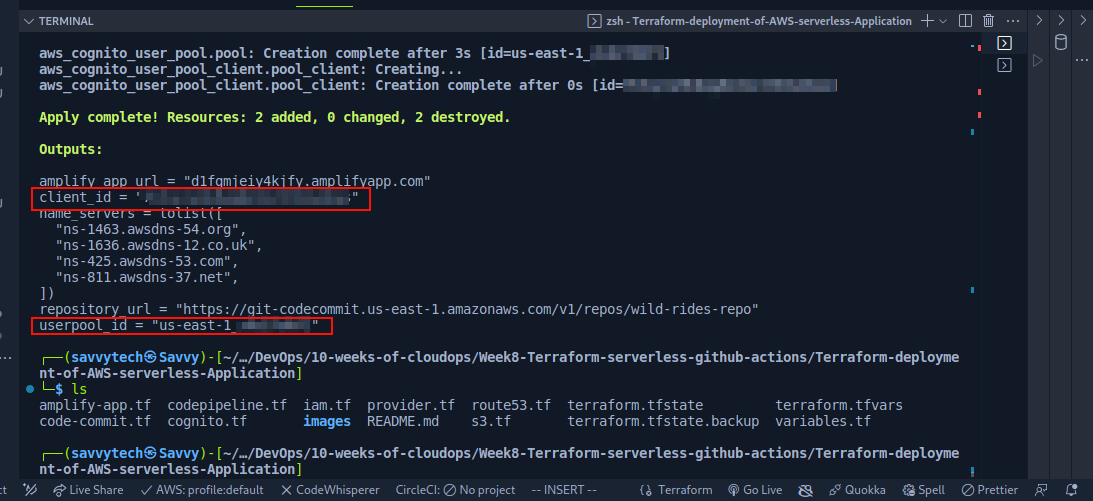 TERMINAL
zsh - Terraform-deployment-of-AWS-serverless-Application
aws_cognito_user_pool.pool: Creation complete after 3s [id=us-east-1_]
aws_cognito_user_pool_client.pool_client: Creating...
aws_cognito_user_pool_client.pool_client: Creation complete after 0s [id=
Apply complete! Resources: 2 added, 0 changed, 2 destroyed.
Outputs:
amplify_app_url = "d1fqmjeiy4kjfy.amplifyapp.com"
client_id = "
name_servers = tolist([
"ns-1463.awsdns-54.org",
"ns-1636.awsdns-12.co.uk",
"ns-425.awsdns-53.com",
"ns-811.awsdns-37.net",
])
repository_url = "https://git-codecommit.us-east-1.amazonaws.com/v1/repos/wild-rides-repo"
userpool_id = "us-east-1_"
┌──(savvytech㉿Savvy)-[~/…/DevOps/10-weeks-of-cloudops/Week8-Terraform-serverless-github-actions/Terraform-deployme
nt-of-AWS-serverless-Application]
└─$ ls
amplify-app.tf codepipeline.tf iam.tf provider.tf route53.tf terraform.tfstate terraform.tfvars
code-commit.tf cognito.tf images README.md s3.tf terraform.tfstate.backup variables.tf
┌──(savvytech㉿Savvy)-[~/…/DevOps/10-weeks-of-cloudops/Week8-Terraform-serverless-github-actions/Terraform-deployme
nt-of-AWS-serverless-Application]
Live Share AWS: profile:default CodeWhisperer CircleCI: No project -- INSERT -- Terraform Go Live Quokka Spell Prettier